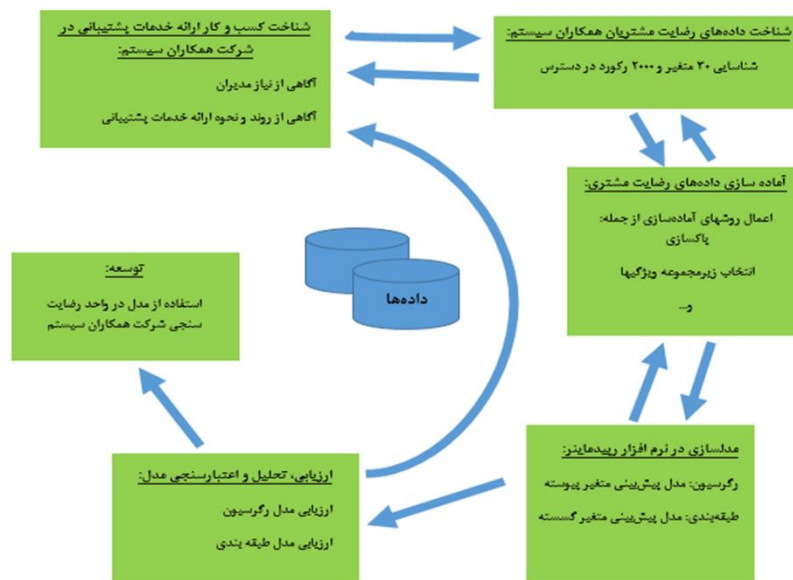 شناخت کسب و کار ارائه خدمات پشتیبانی در
شرکت همکاران سیستم:
آگاهی از نیاز مدیران
آگاهی از روند و نحوه ارائه خدمات پشتیبانی
شناخت داده‌های رضایت مشتریان همکاران سیستم:
شناسایی ۳۰ متغیر و ۲۰۰۰ رکورد در دسترس
آماده سازی داده‌های رضایت مشتری:
اعمال روشهای آماده‌سازی از جمله:
پاکسازی
انتخاب زیرمجموعه ویژگیها
و...
داده‌ها
توسعه:
استفاده از مدل در واحد رضایت
سنجی شرکت همکاران سیستم
مدلسازی در نرم افزار رپیدماینر:
رگرسیون: مدل پیش‌بینی متغیر پیوسته
طبقه‌بندی: مدل پیش‌بینی متغیر گسسته
ارزیابی، تحلیل و اعتبارسنجی مدل:
ارزیابی مدل رگرسیون
ارزیابی مدل طبقه بندی